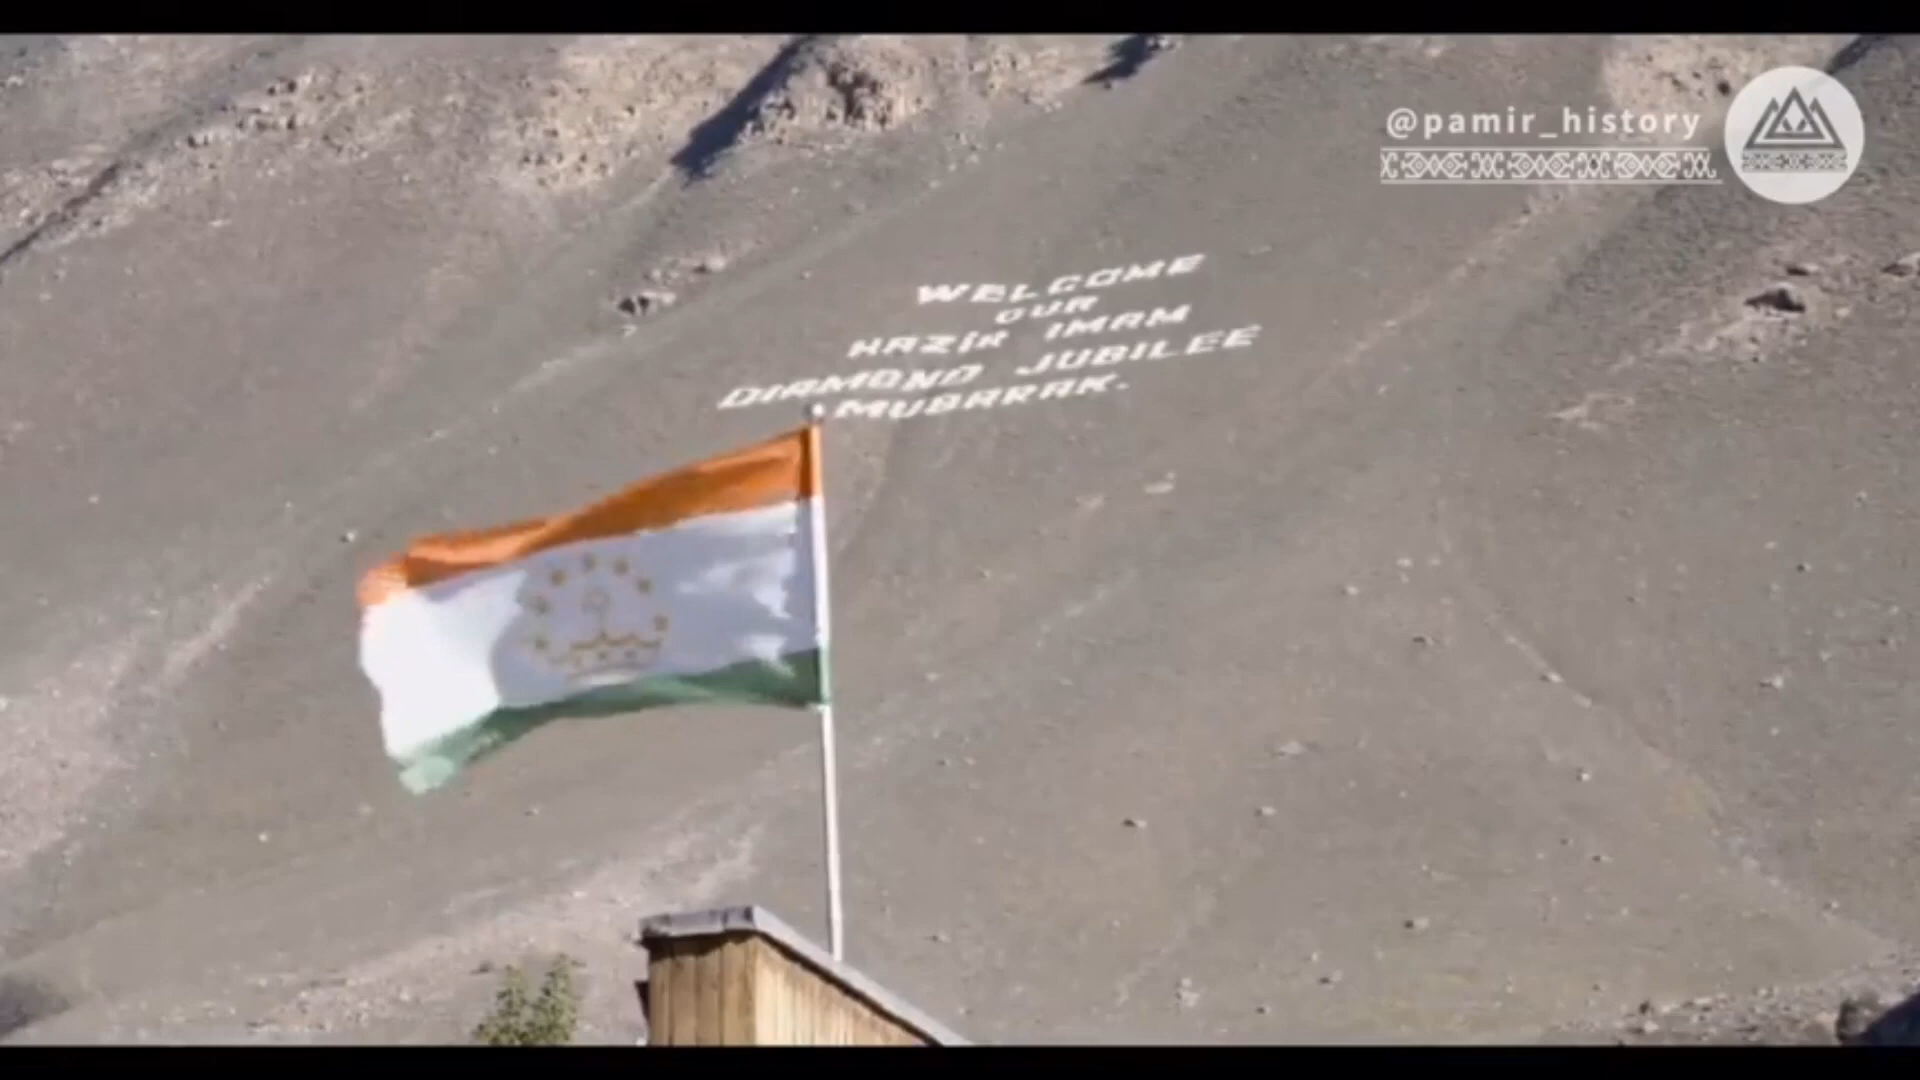 @pamir_history
WELCOME
OUR
HAZIR IMAM
DIAMOND JUBILEE
MUBARAK.